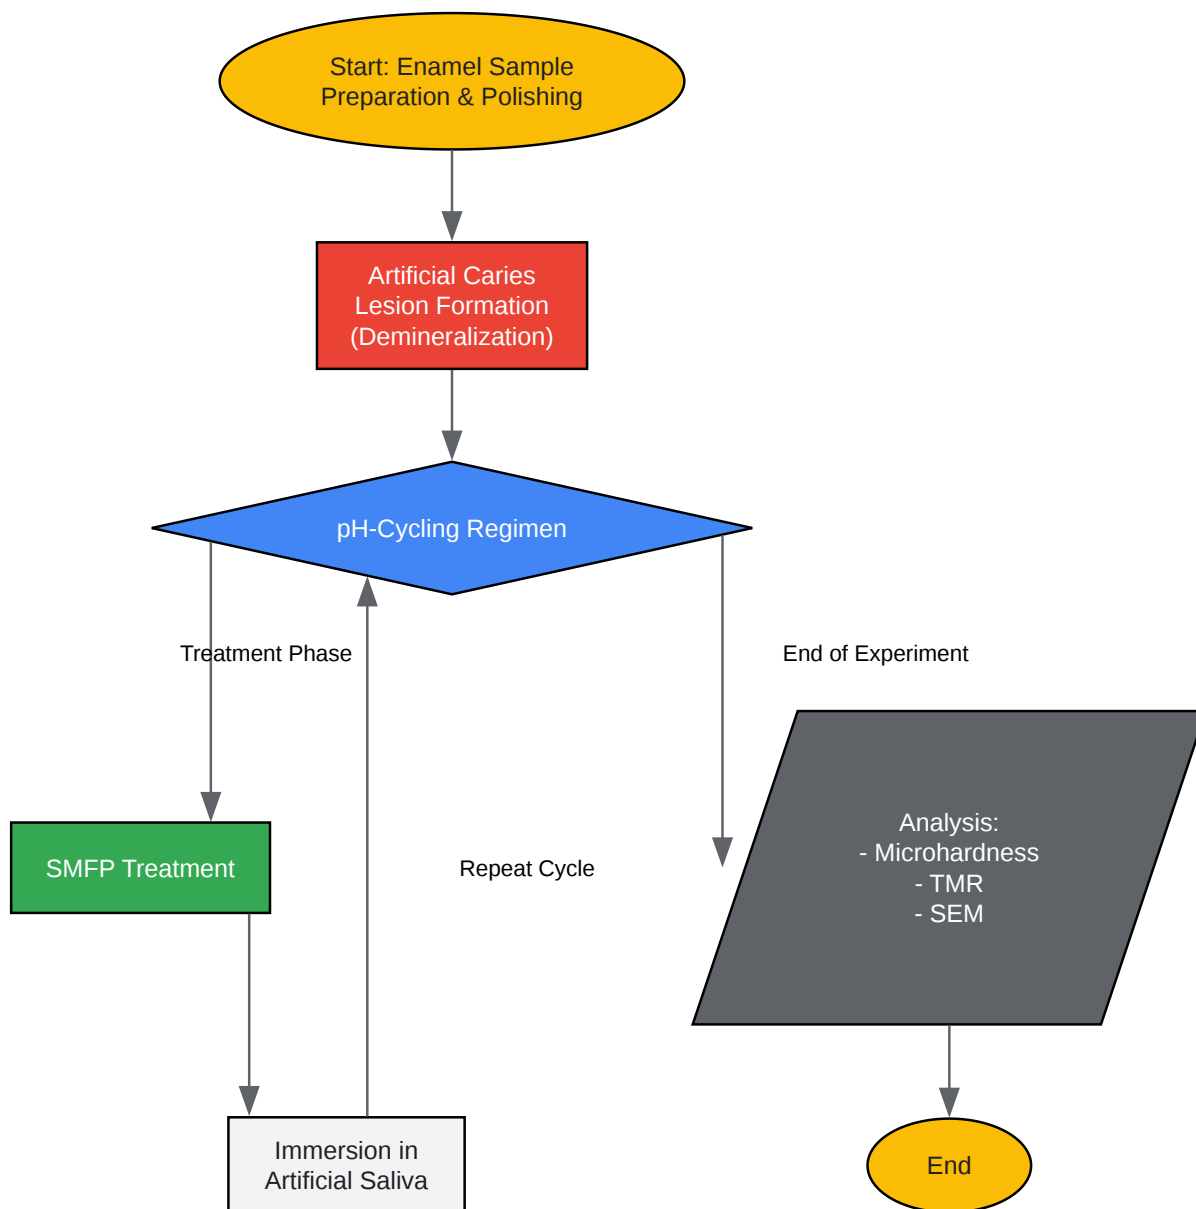 Start: Enamel Sample
Preparation & Polishing
Artificial Caries
Lesion Formation
(Demineralization)
pH-Cycling Regimen
Treatment Phase
End of Experiment
SMFP Treatment
Repeat Cycle
Analysis:
- Microhardness
- TMR
- SEM
Immersion in
Artificial Saliva
End